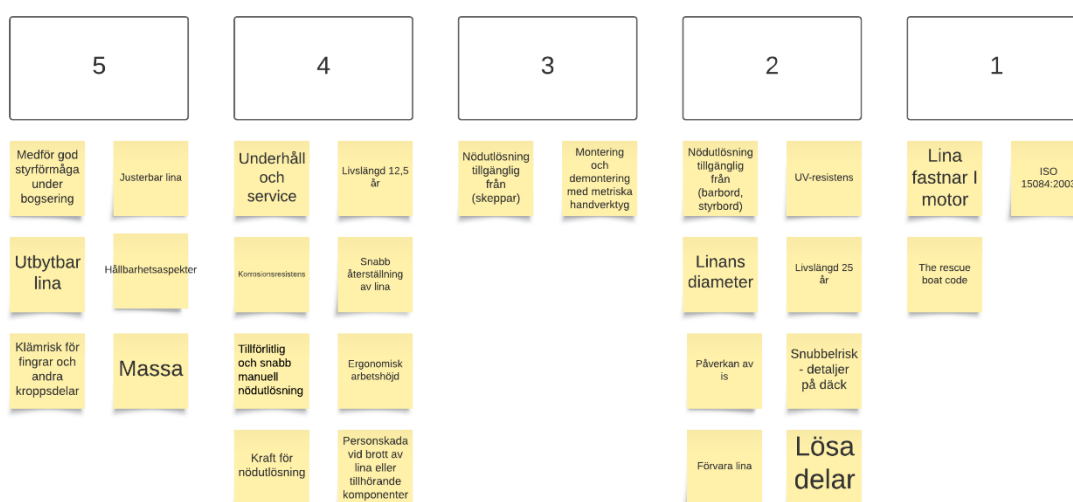 5
4
3
2
1
Medför god
styrförmåga
under
bogsering
Justerbar lina
Utbytbar
lina
Hållbarhetsaspekter
Klämrisk för
fingrar och
andra
kroppsdelar
Massa
Underhåll
och
service
Livslängd 12,5
år
Korrosionsresistens
Snabb
återställning
av lina
Tillförlitlig
och snabb
manuell
nödutlösning
Ergonomisk
arbetshöjd
Kraft för
nödutlösning
Personskada
vid brott av
lina eller
tillhörande
komponenter
Nödutlösning
tillgänglig
från
(skeppar)
Montering
och
demontering
med metriska
handverktyg
Nödutlösning
tillgänglig
från
(barbord,
styrbord)
UV-resistens
Linans
diameter
Livslängd 25
år
Påverkan av
is
Snubbelrisk
- detaljer
på däck
Förvara lina
Lösa
delar
Lina
fastnar I
motor
ISO
15084:2003
The rescue
boat code